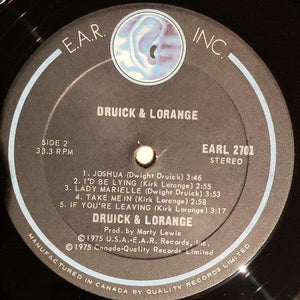 E.A.R. INC.
DRUICK & LORANGE
SIDE 2
33.3 RPM
EARL 2701
STEREO
1. JOSHUA (Dwight Druick) 3:46
2. I'D BE LYING (Kirk Lorange) 2:55
3. LADY MARIELLE (Dwight Druick) 2:55
4. TAKE ME IN (Kirk Lorange) 2:58
5. IF YOU'RE LEAVING (Kirk Lorange) 3:17
DRUICK & LORANGE
Prod. by Marty Lewis
©1975 U.S.A.-E.A.R. Records, Inc.
©1975 Canada-Quality Records Limited.
MANUFACTURED IN CANADA BY QUALITY RECORDS LIMITED